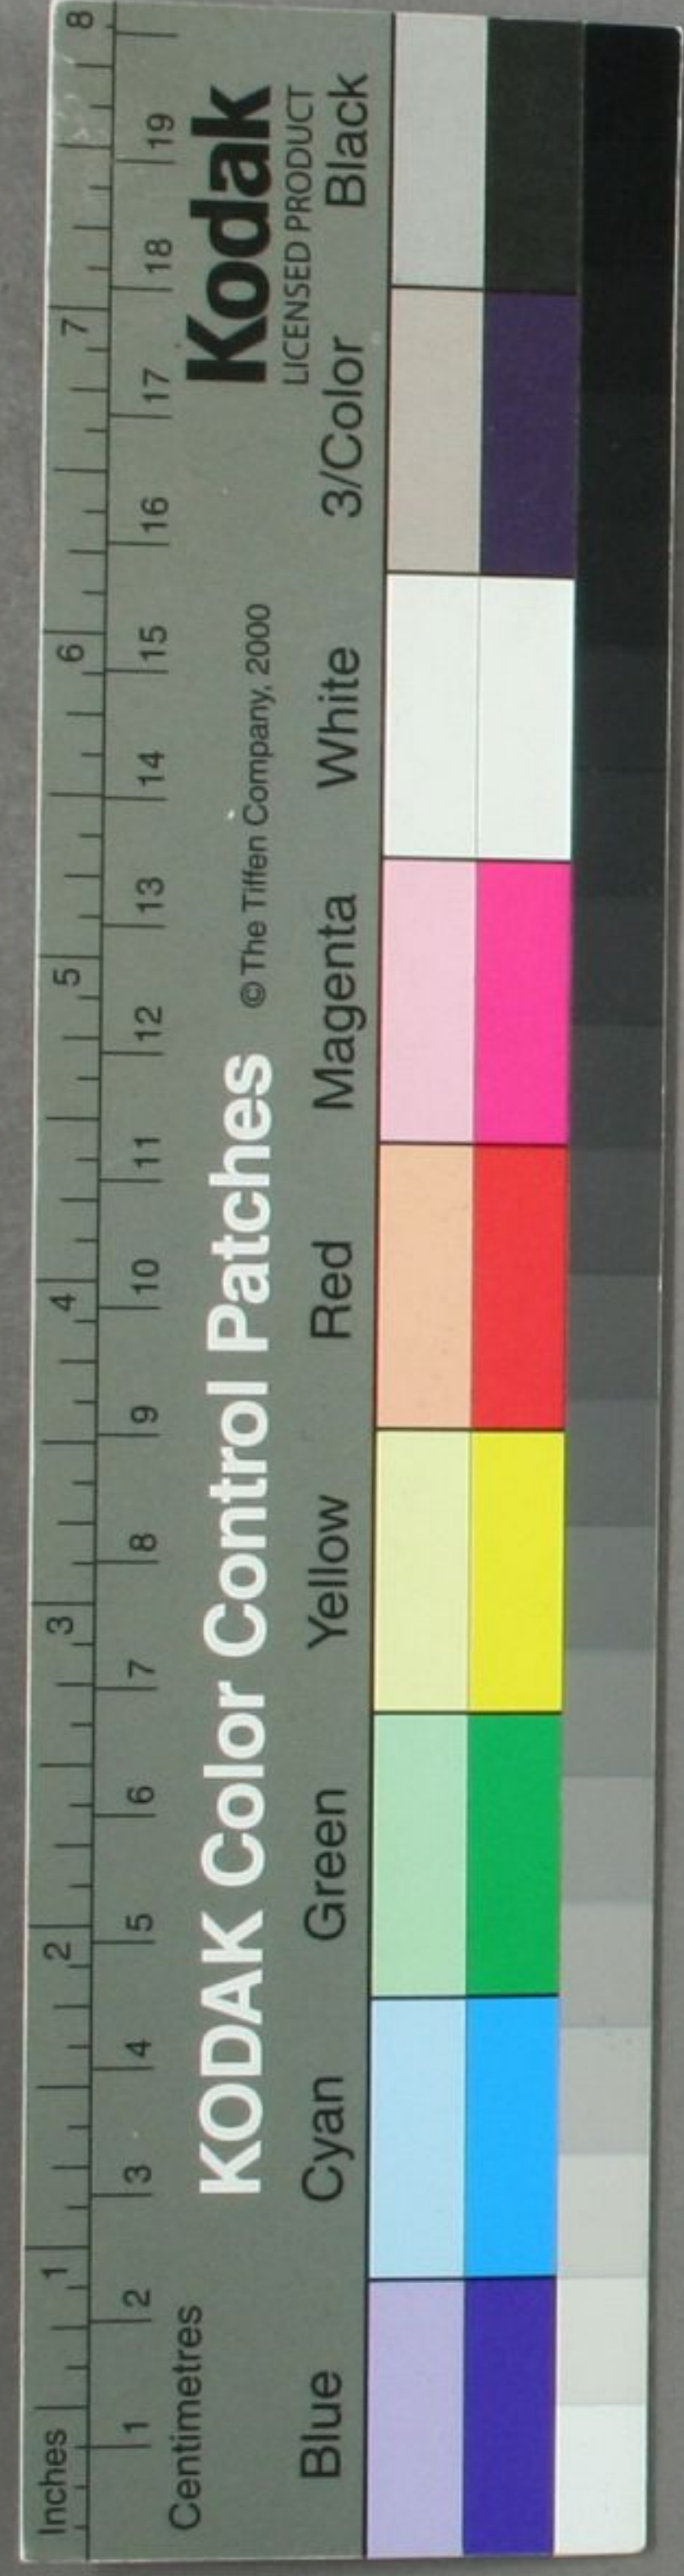 Inches 1 2 3 4 5 6 7 8
1 2 3 4 5 6 7 8 9 10 11 12 13 14 15 16 17 18 19
Centimetres
KODAK Color Control Patches © The Tiffen Company, 2000 Kodak
LICENSED PRODUCT
Blue Cyan Green Yellow Red Magenta White 3/Color Black